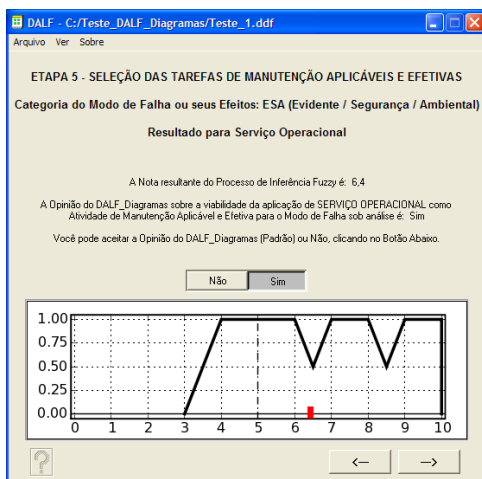 DALF - C:/Teste_DALF_Diagramas/Teste_1.ddf
Arquivo Ver Sobre
ETAPA 5 - SELEÇÃO DAS TAREFAS DE MANUTENÇÃO APLICÁVEIS E EFETIVAS
Categoria do Modo de Falha ou seus Efeitos: ESA (Evidente / Segurança / Ambiental)
Resultado para Serviço Operacional
A Nota resultante do Processo de Inferência Fuzzy é: 6,4
A Opinião do DALF_Diagramas sobre a viabilidade da aplicação de SERVIÇO OPERACIONAL como
Atividade de Manutenção Aplicável e Efetiva para o Modo de Falha sob análise é: Sim
Você pode aceitar a Opinião do DALF_Diagramas (Padrão) ou Não, clicando no Botão Abaixo.
Não Sim
1.00
0.75
0.50
0.25
0.00
0 1 2 3 4 5 6 7 8 9 10
? <-- -->